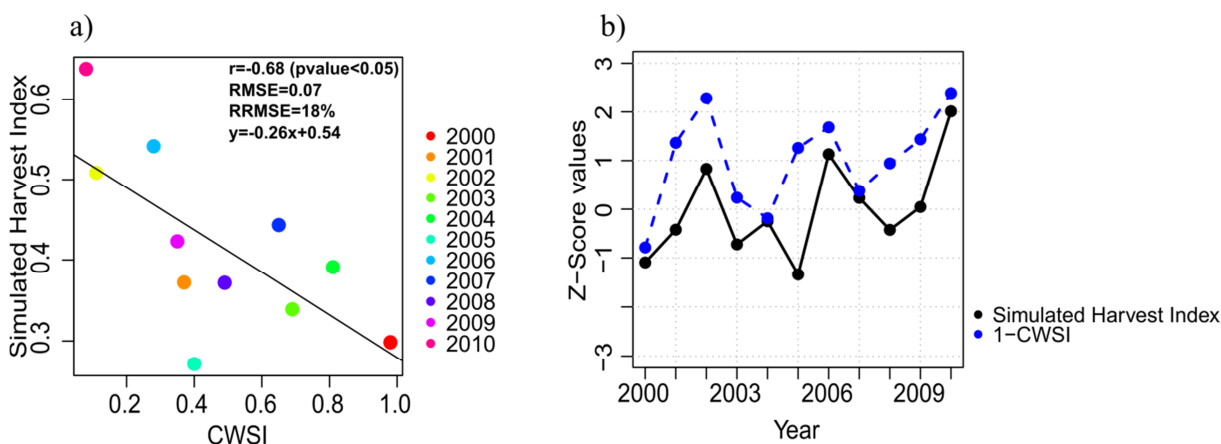 a)
r=-0.68 (pvalue<0.05)
RMSE=0.07
RRMSE=18%
y=-0.26x+0.54
Simulated Harvest Index
0.6
0.5
0.4
0.3
0.2 0.4 0.6 0.8 1.0
CWSI
2000
2001
2002
2003
2004
2005
2006
2007
2008
2009
2010
b)
Z-Score values
3
2
1
0
-1
-3
2000 2003 2006 2009
Year
Simulated Harvest Index
1-CWSI